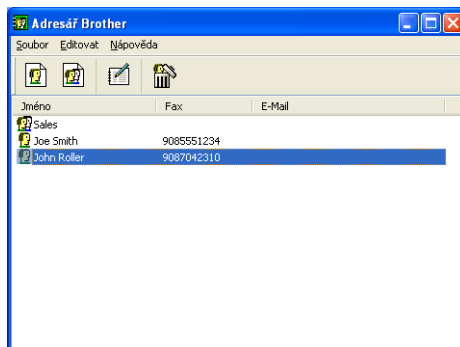 Adresář Brother
Soubor Editovat Nápověda
Jméno Fax E-Mail
Sales
Joe Smith 9085551234
John Roller 9087042310